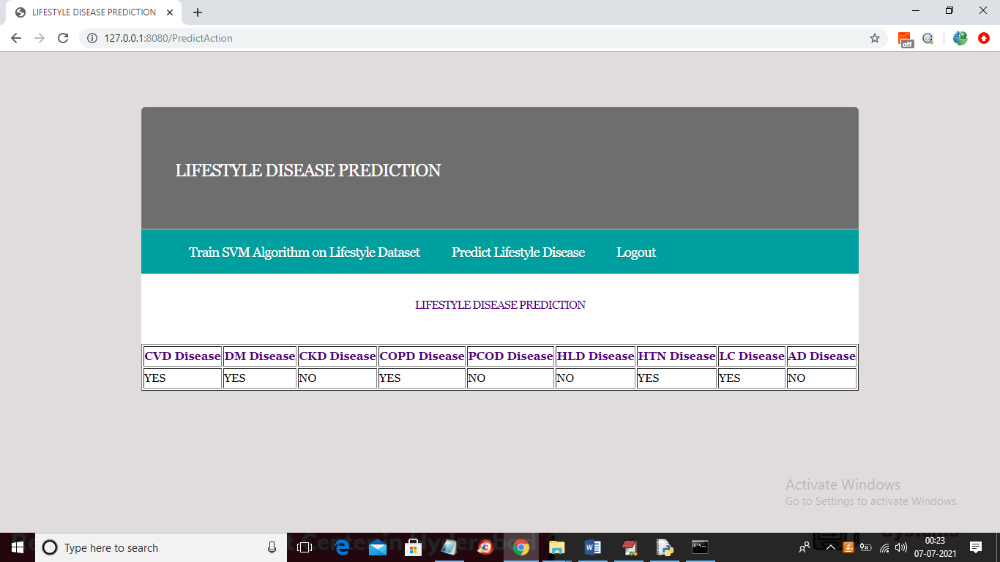 LIFESTYLE DISEASE PREDICTION
127.0.0.1:8080/PredictAction
off
LIFESTYLE DISEASE PREDICTION
Train SVM Algorithm on Lifestyle Dataset Predict Lifestyle Disease Logout
LIFESTYLE DISEASE PREDICTION
CVD Disease DM Disease CKD Disease COPD Disease PCOD Disease HLD Disease HTN Disease LC Disease AD Disease
YES YES NO YES NO NO YES YES NO
Activate Windows
Go to Settings to activate Windows.
Type here to search
00:23
07-07-2021